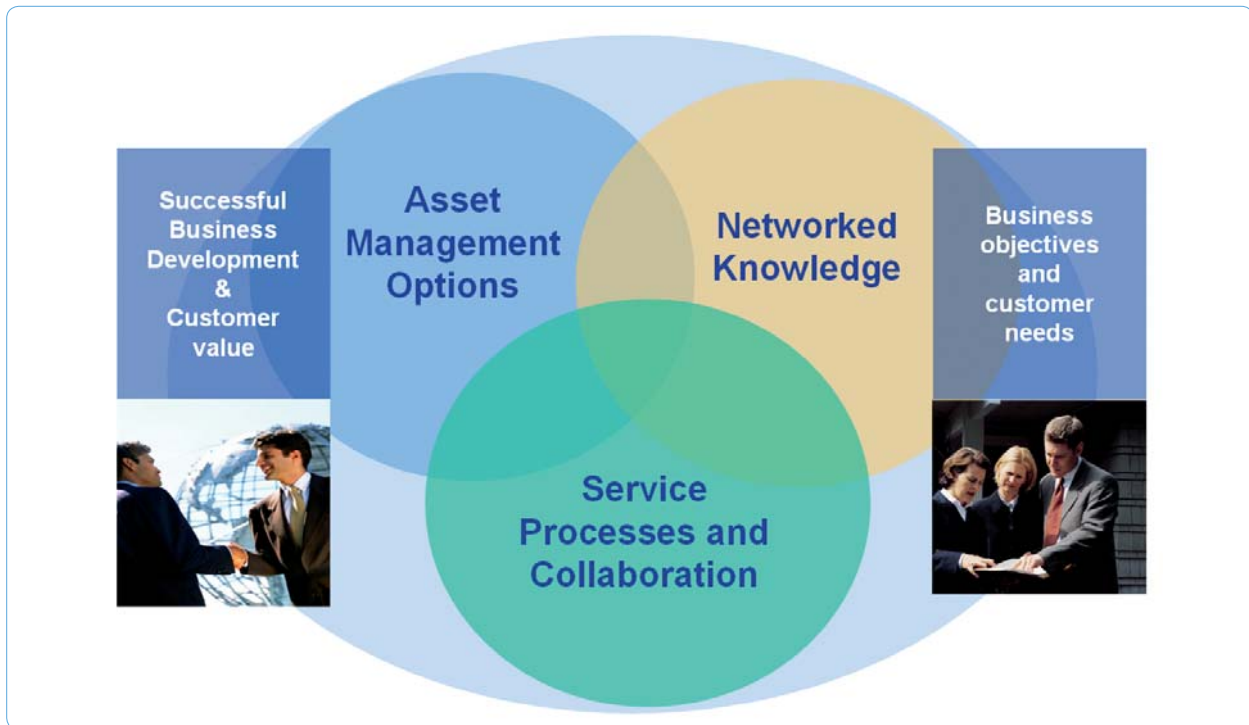 Successful
Business
Development
&
Customer
value
Asset
Management
Options
Networked
Knowledge
Business
objectives
and
customer
needs
Service
Processes and
Collaboration